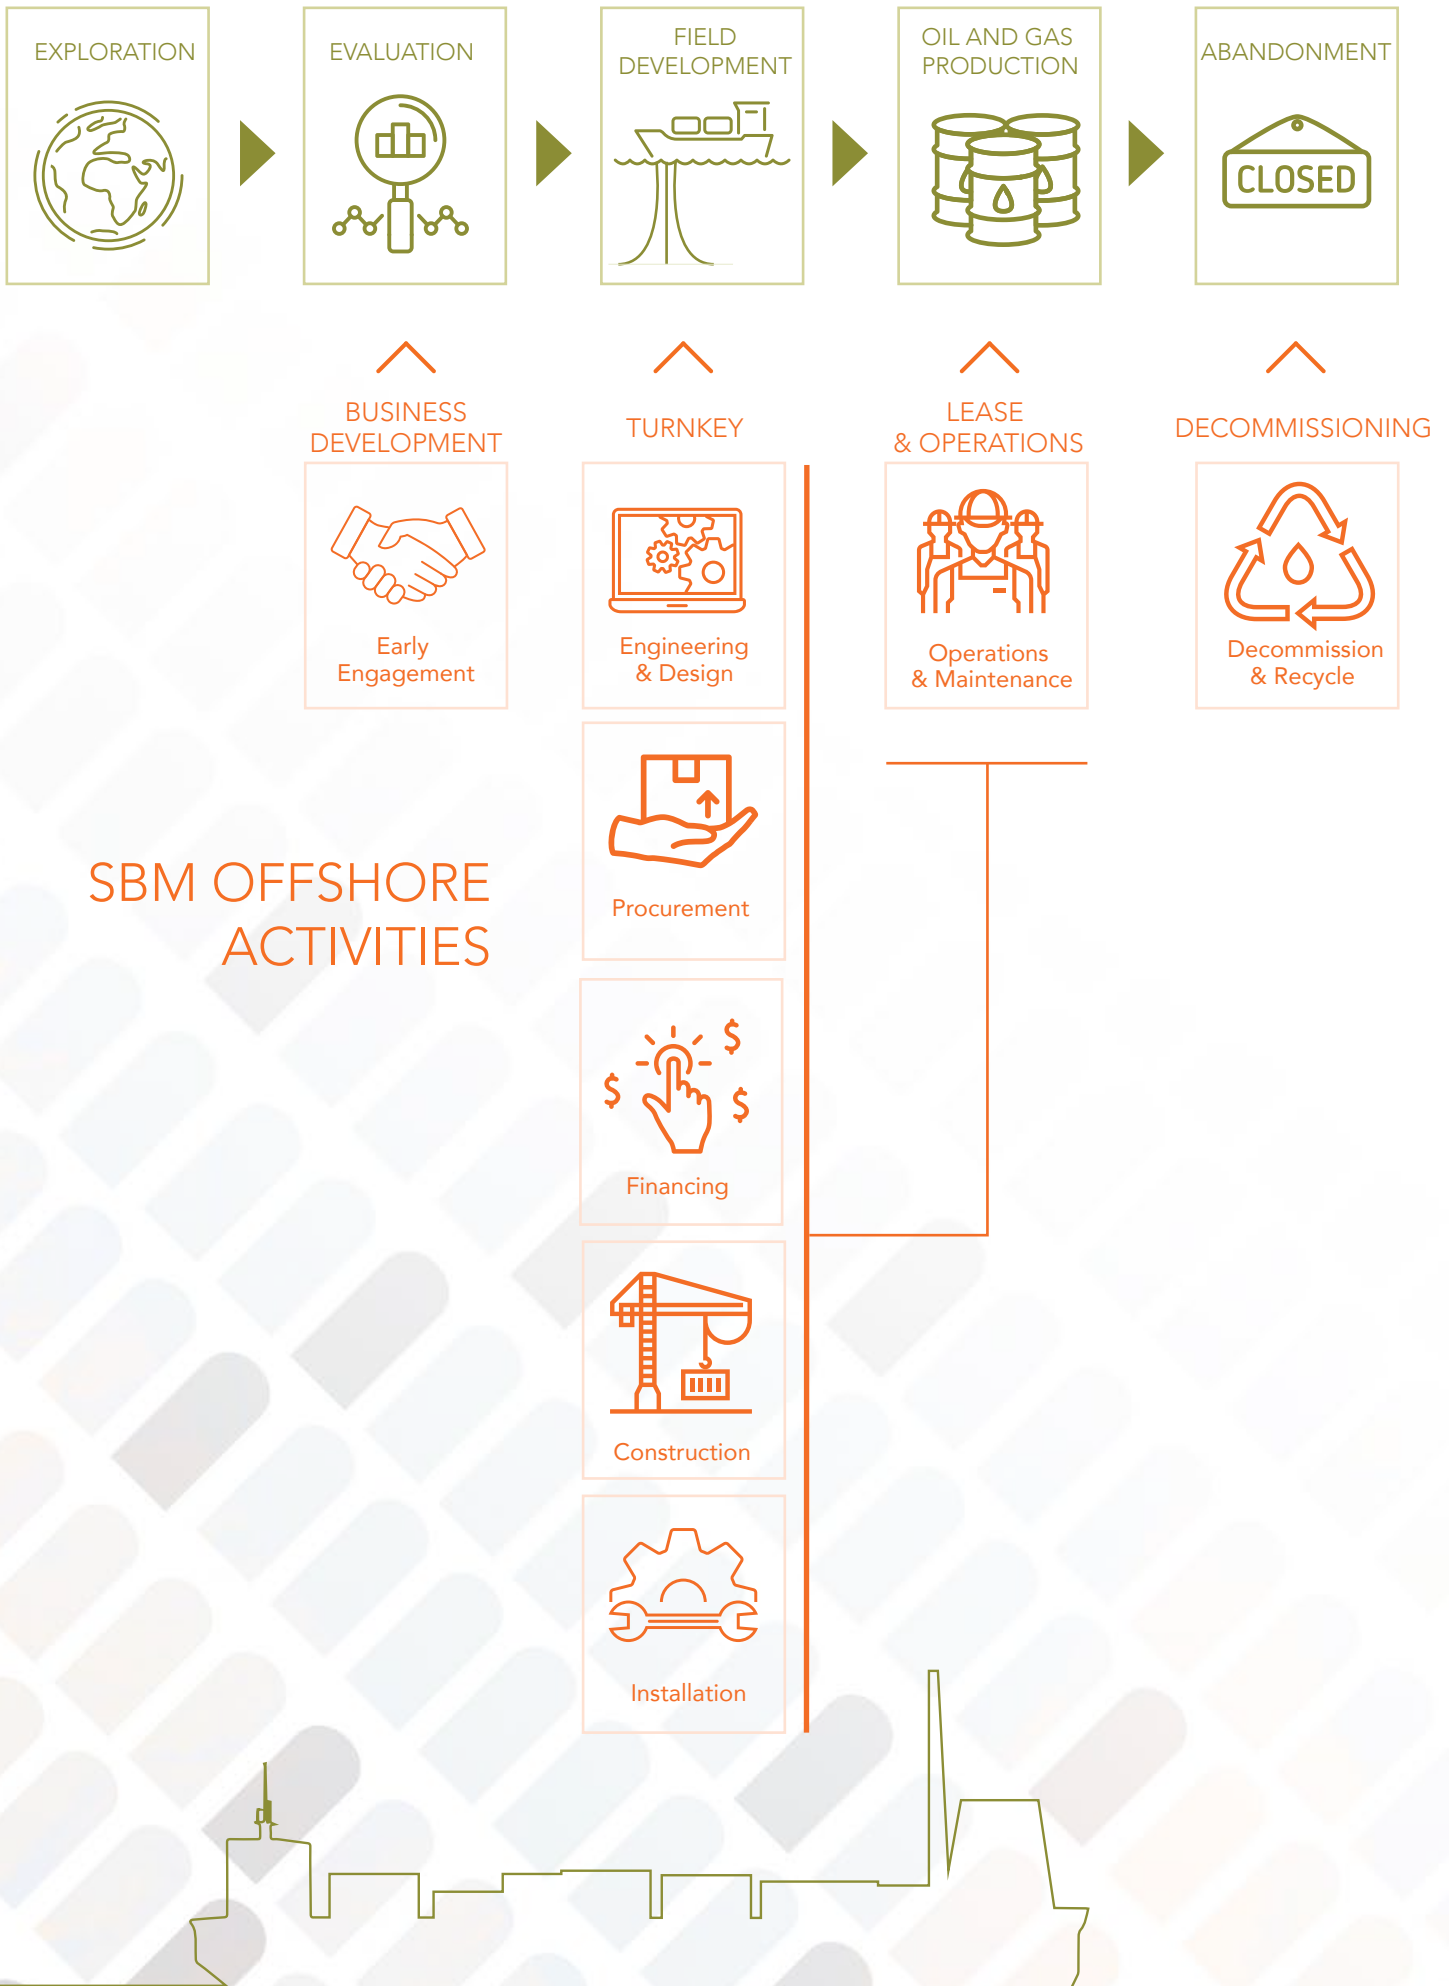 EXPLORATION
EVALUATION
FIELD
DEVELOPMENT
OIL AND GAS
PRODUCTION
ABANDONMENT
CLOSED
BUSINESS
DEVELOPMENT
TURNKEY
LEASE
& OPERATIONS
DECOMMISSIONING
Early
Engagement
Engineering
& Design
Operations
& Maintenance
Decommission
& Recycle
SBM OFFSHORE
ACTIVITIES
Procurement
$
$
$
Financing
Construction
Installation